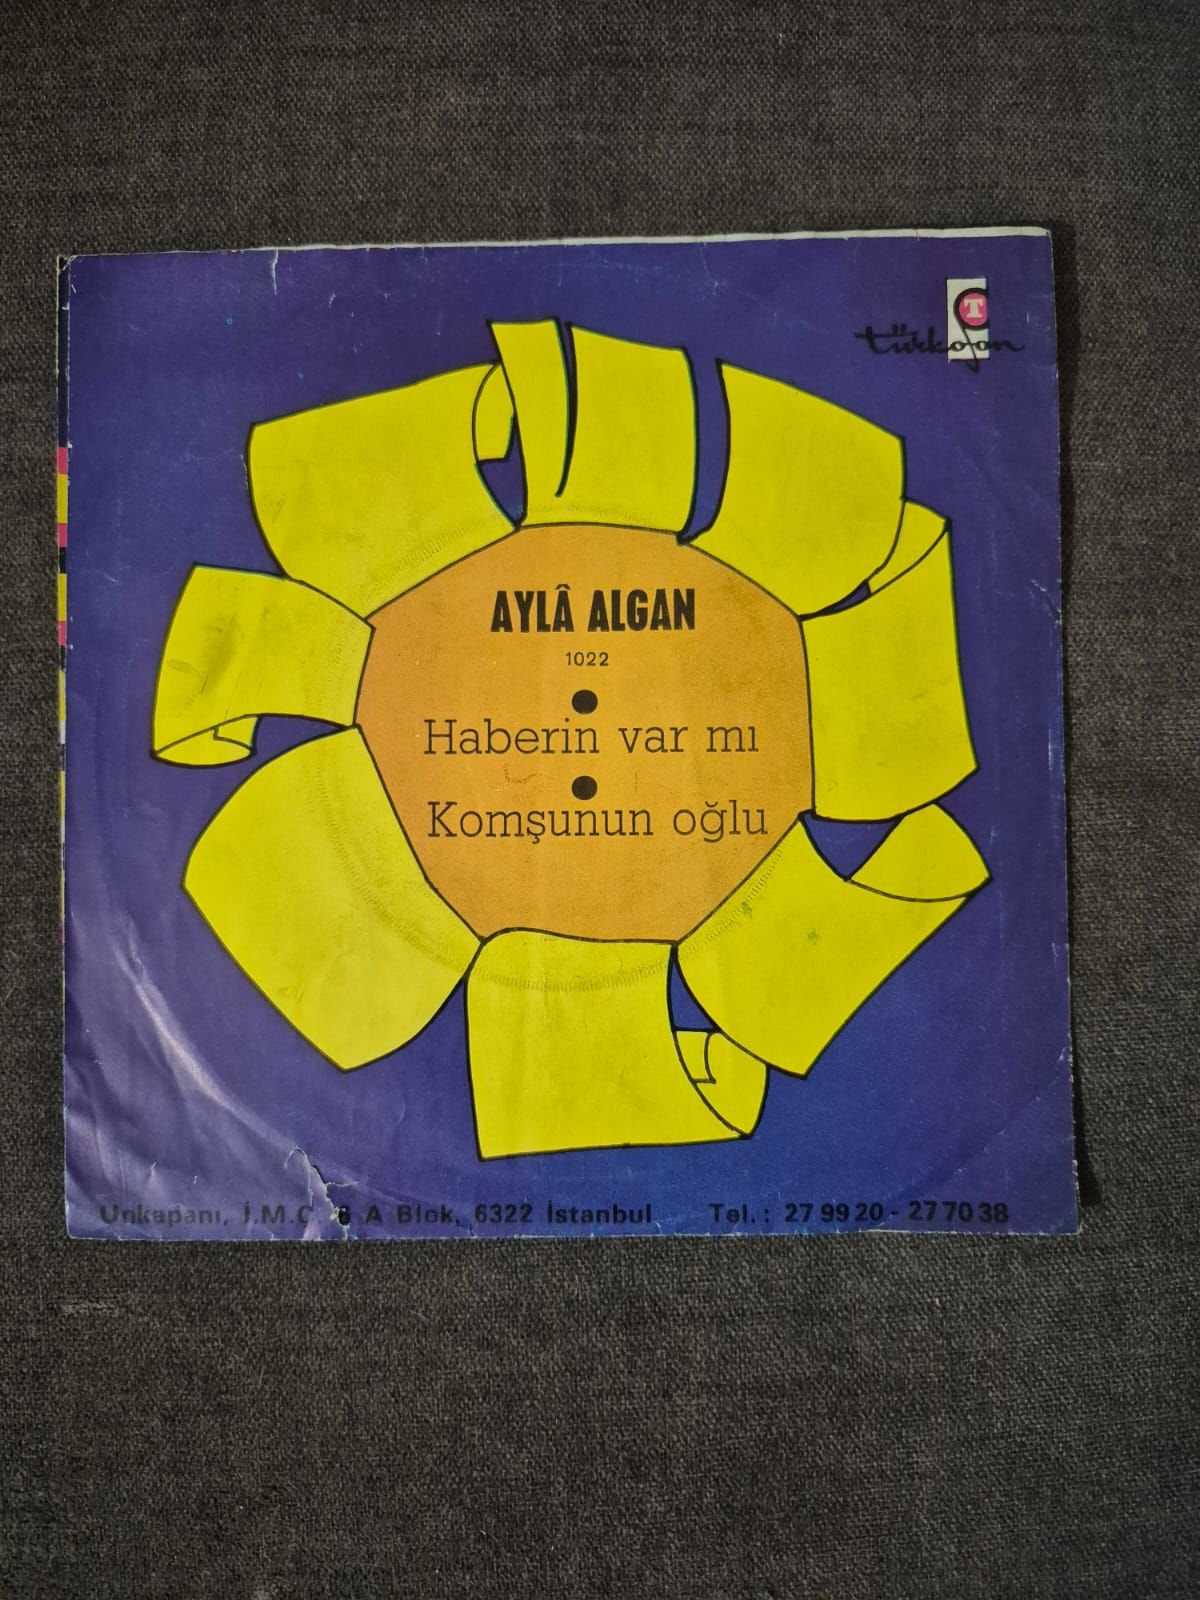 T
türkofon
AYLÂ ALGAN
1022
Haberin var mı
Komşunun oğlu
Unkapanı, İ.M.Ç. 6 A Blok, 6322 İstanbul Tel.: 27 99 20 - 27 70 38